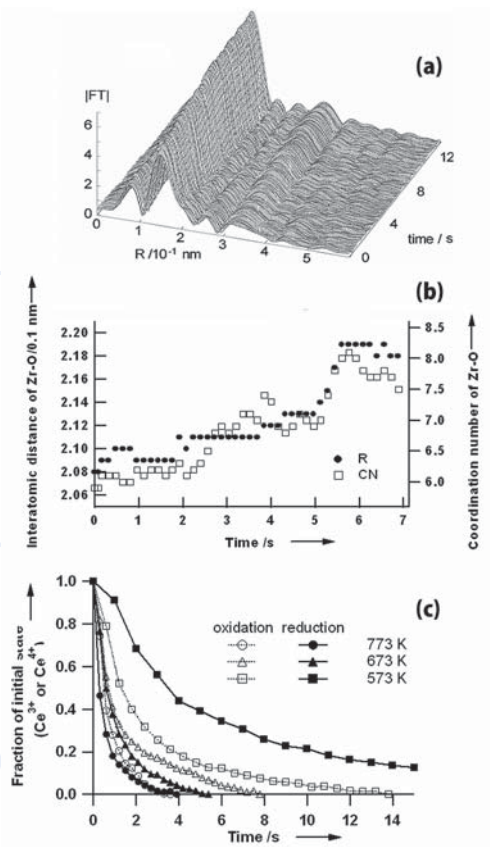 (a)
|FT|
6
4
2
0
0 1 2 3 4 5
R /10⁻¹ nm
0 4 8 12
time / s
(b)
Interatomic distance of Zr-O/0.1 nm
2.20
2.18
2.16
2.14
2.12
2.10
2.08
2.06
Coordination number of Zr-O
8.5
8.0
7.5
7.0
6.5
6.0
R
CN
0 1 2 3 4 5 6 7
Time /s
(c)
Fraction of initial
(Ce³⁺ or Ce⁴⁺)
1.0
0.8
0.6
0.4
0.2
0.0
oxidation reduction
773 K
673 K
573 K
0 2 4 6 8 10 12 14
Time /s